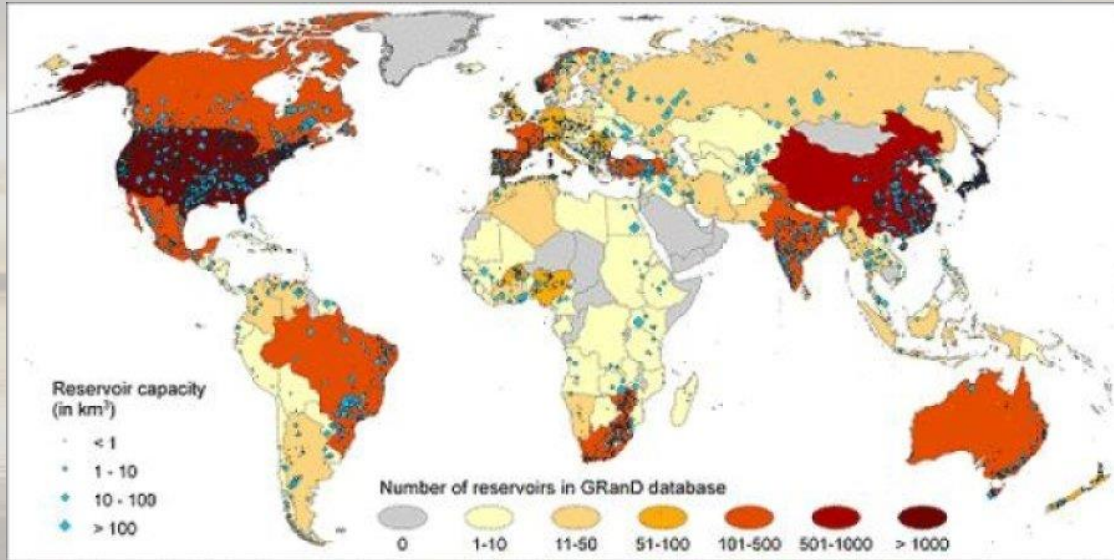 Reservoir capacity
(in km³)
< 1
1 - 10
10 - 100
> 100
Number of reservoirs in GRanD database
0 1-10 11-50 51-100 101-500 501-1000 > 1000